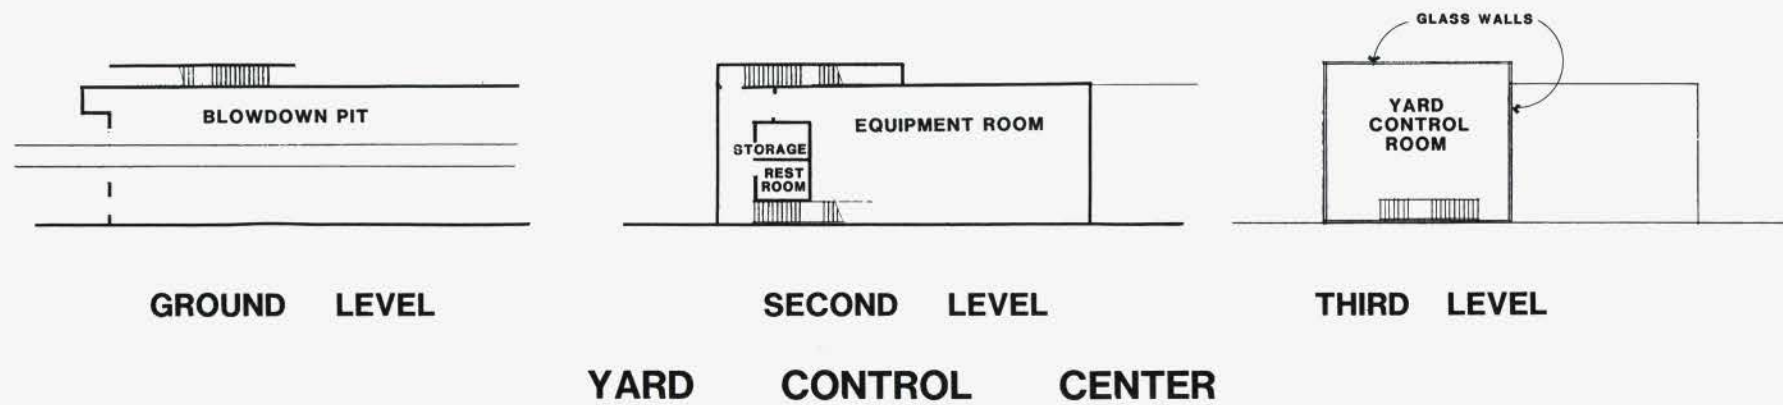 GLASS WALLS
BLOWDOWN PIT
EQUIPMENT ROOM
STORAGE
REST
ROOM
YARD
CONTROL
ROOM
GROUND LEVEL
SECOND LEVEL
THIRD LEVEL
YARD CONTROL CENTER